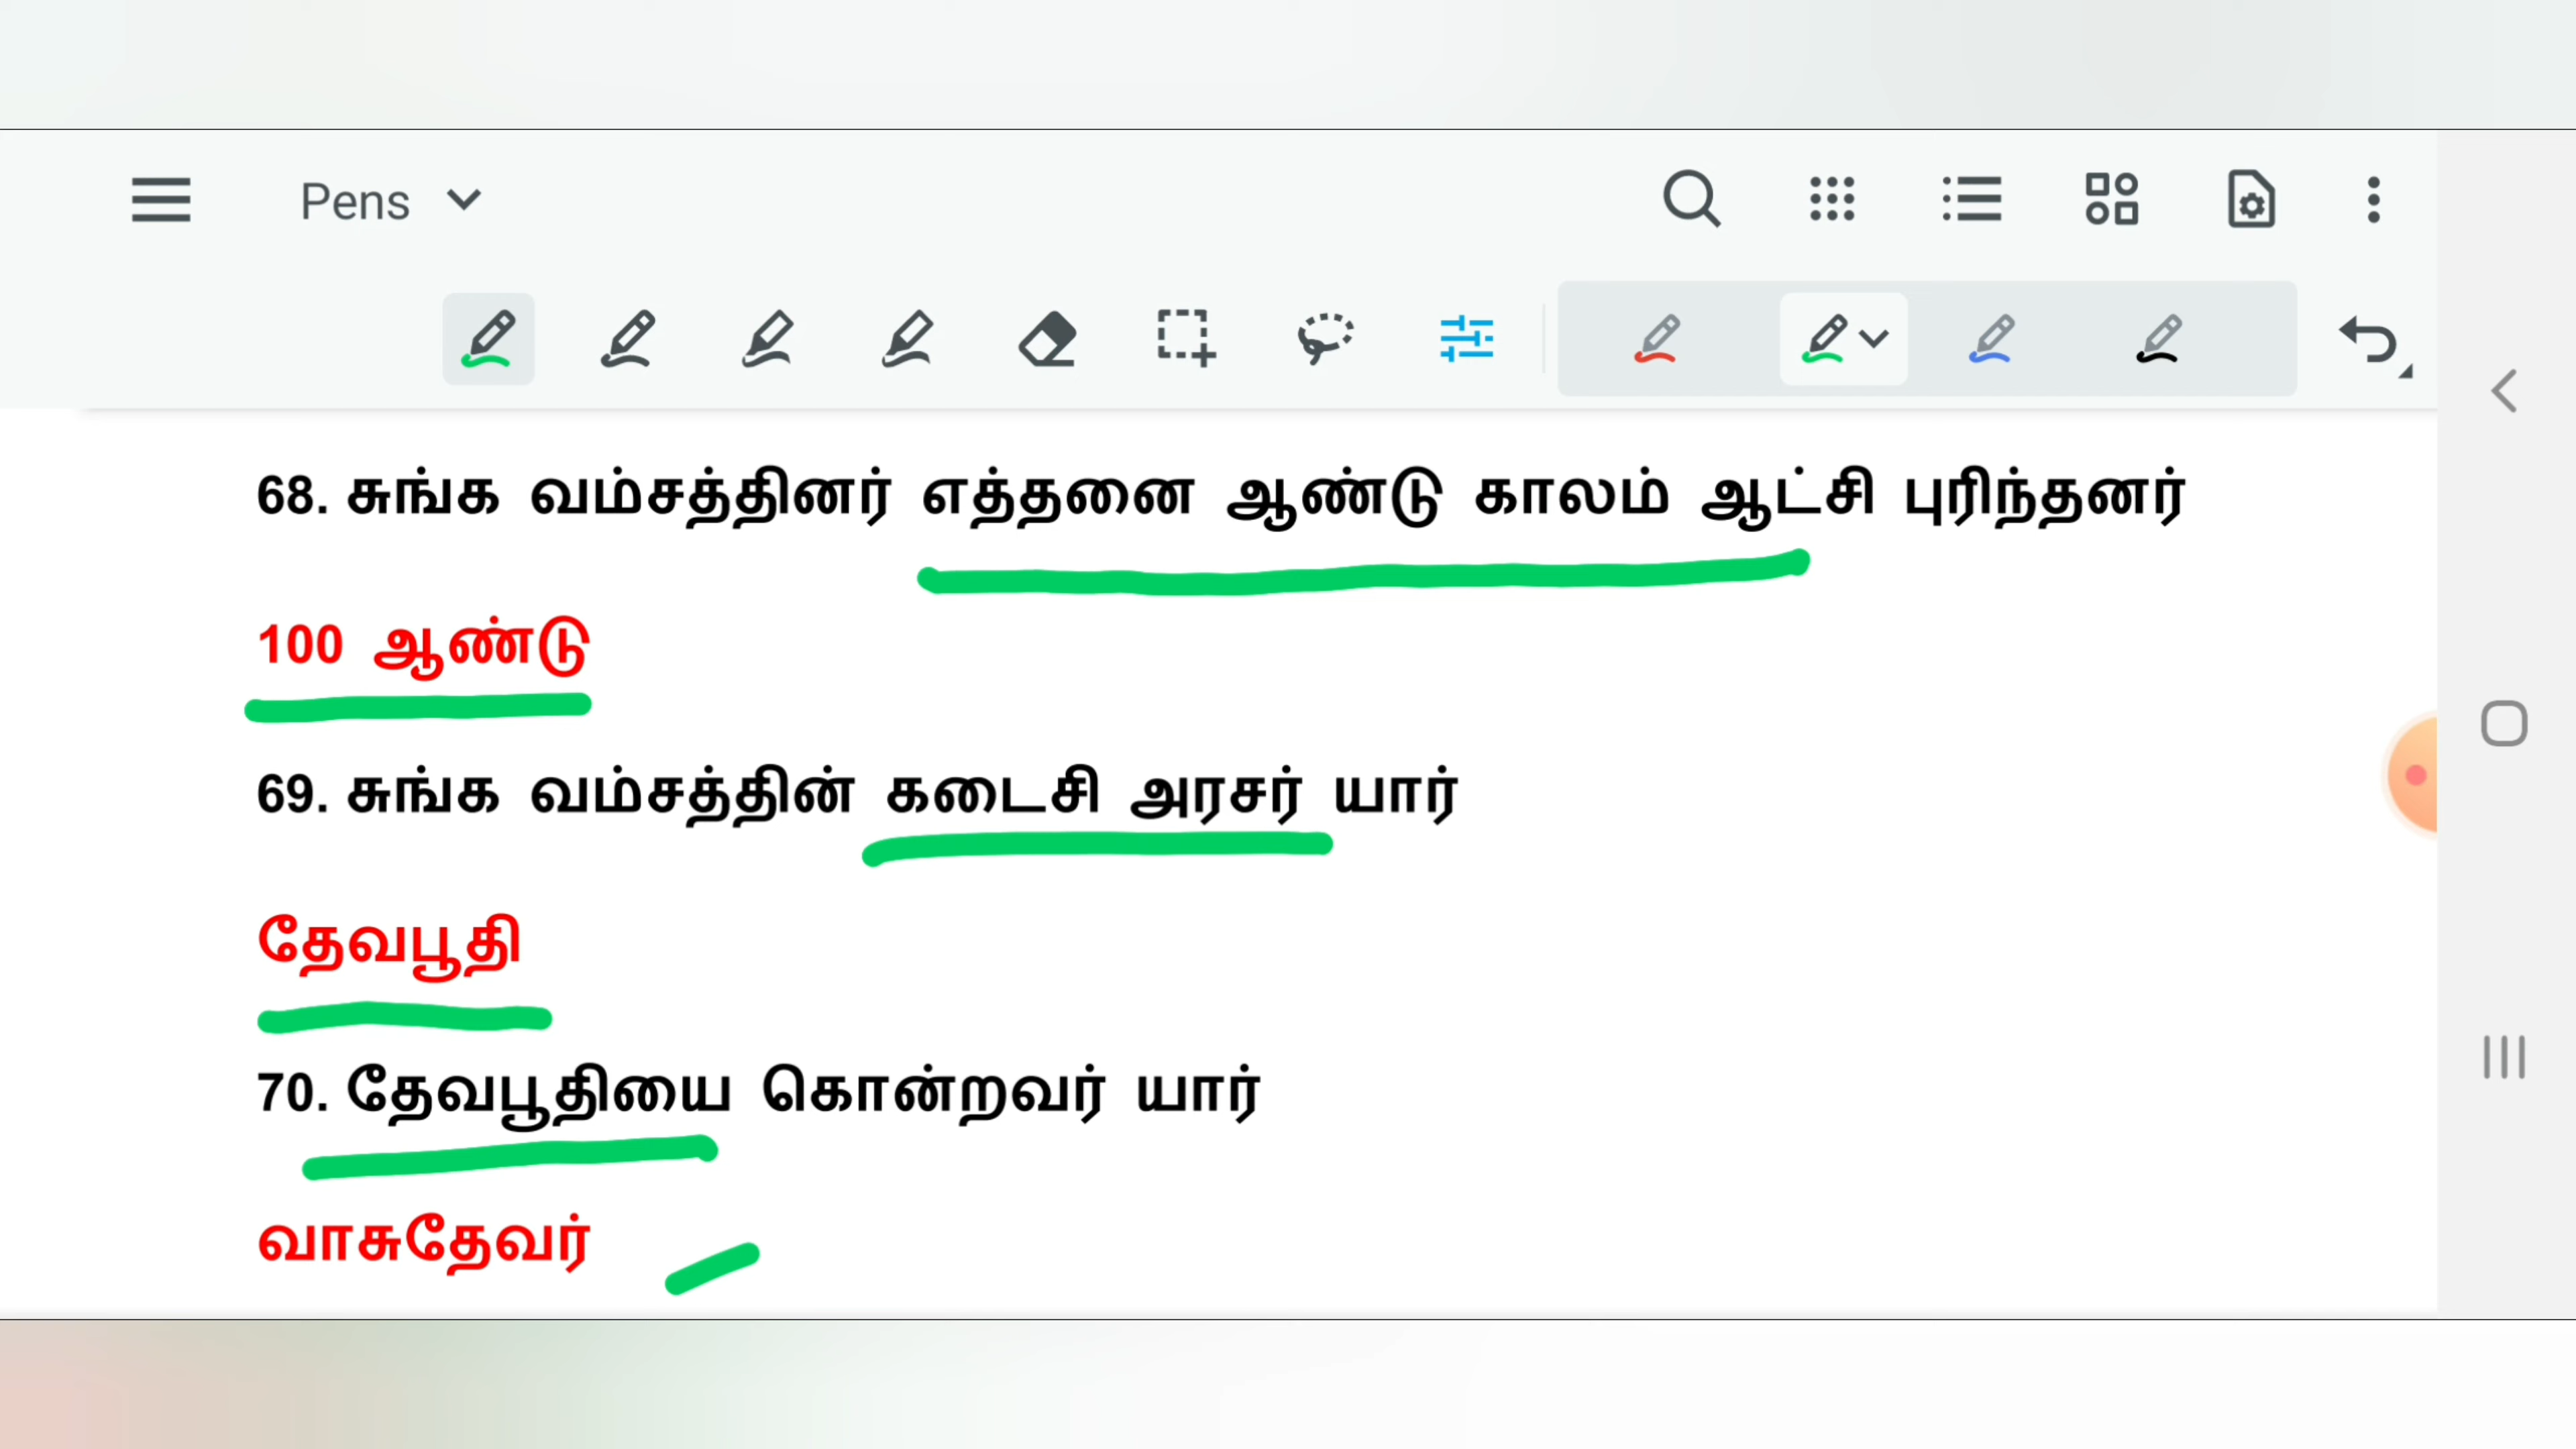 Pens
68. சுங்க வம்சத்தினர் எத்தனை ஆண்டு காலம் ஆட்சி புரிந்தனர்
100 ஆண்டு
69. சுங்க வம்சத்தின் கடைசி அரசர் யார்
தேவபூதி
70. தேவபூதியை கொன்றவர் யார்
வாசுதேவர்